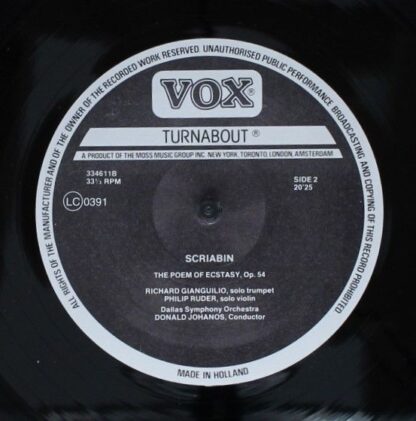 ALL RIGHTS OF THE MANUFACTURER AND OF THE OWNER OF THE RECORDED WORK RESERVED. UNAUTHORISED PUBLIC PERFORMANCE BROADCASTING AND COPYING OF THIS RECORD PROHIBITED
VOX®
TURNABOUT ®
A PRODUCT OF THE MOSS MUSIC GROUP INC. NEW YORK, TORONTO, LONDON, AMSTERDAM
334611B
33⅓ RPM
SIDE 2
20'25
LC 0391
SCRIABIN
THE POEM OF ECSTASY, Op. 54
RICHARD GIANGUILIO, solo trumpet
PHILIP RUDER, solo violin
Dallas Symphony Orchestra
DONALD JOHANOS, Conductor
MADE IN HOLLAND